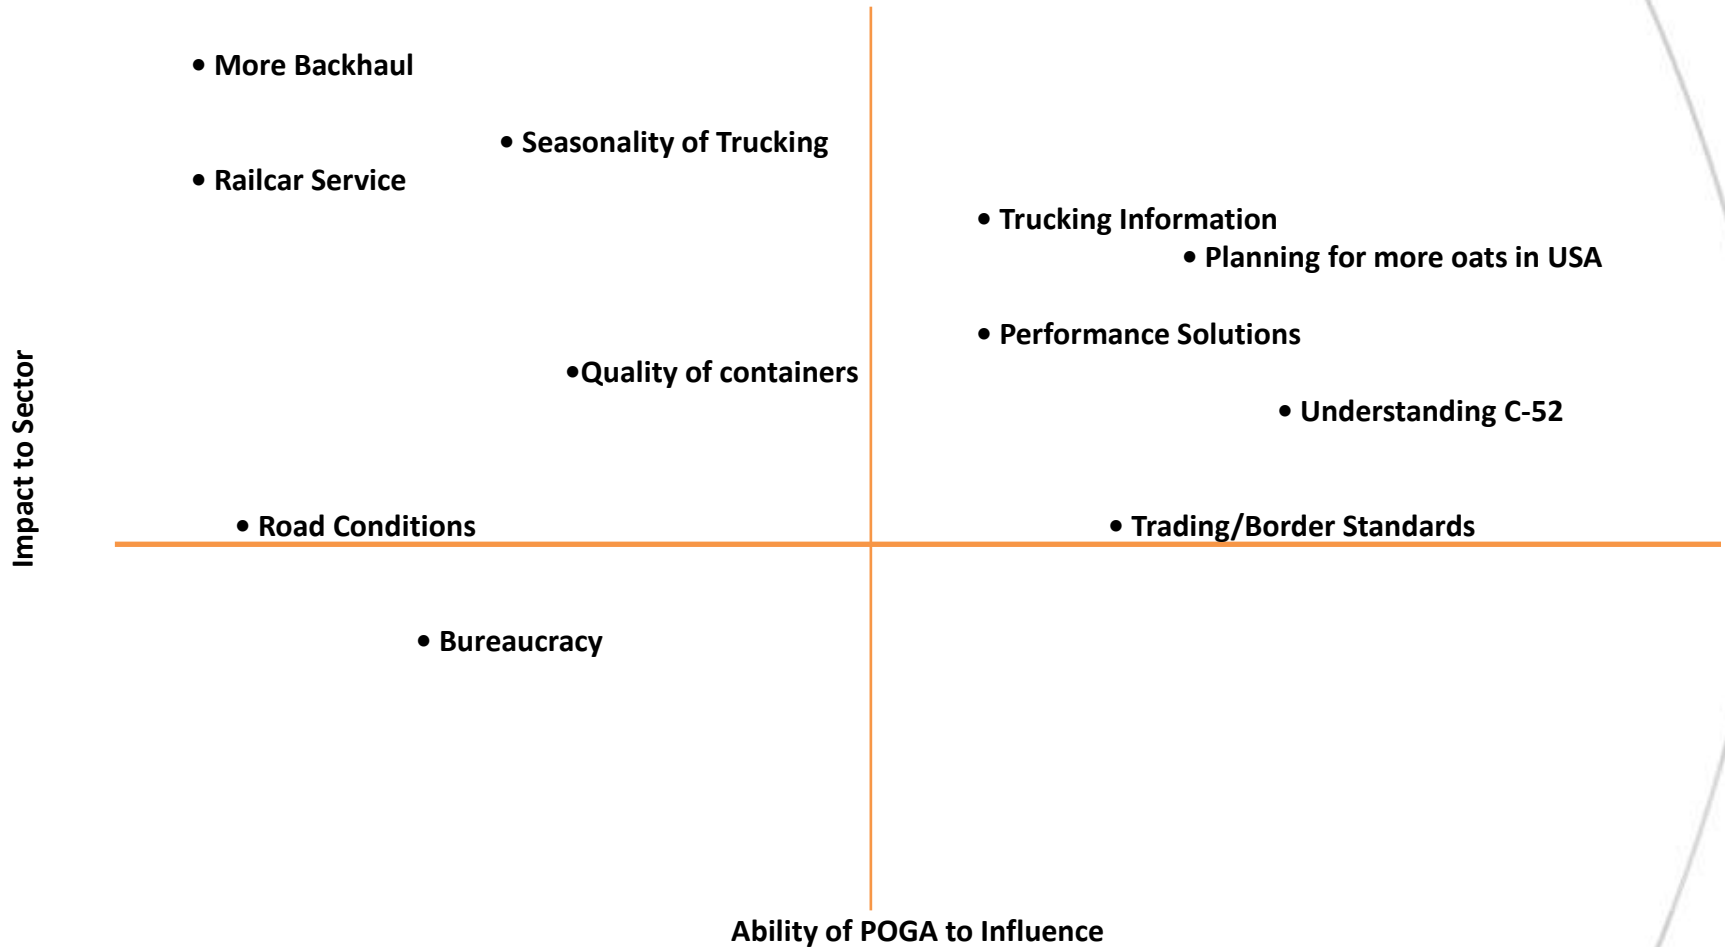 • More Backhaul
• Seasonality of Trucking
• Railcar Service
• Trucking Information
• Planning for more oats in USA
• Performance Solutions
•Quality of containers
• Understanding C-52
Impact to Sector
• Road Conditions
• Trading/Border Standards
• Bureaucracy
Ability of POGA to Influence